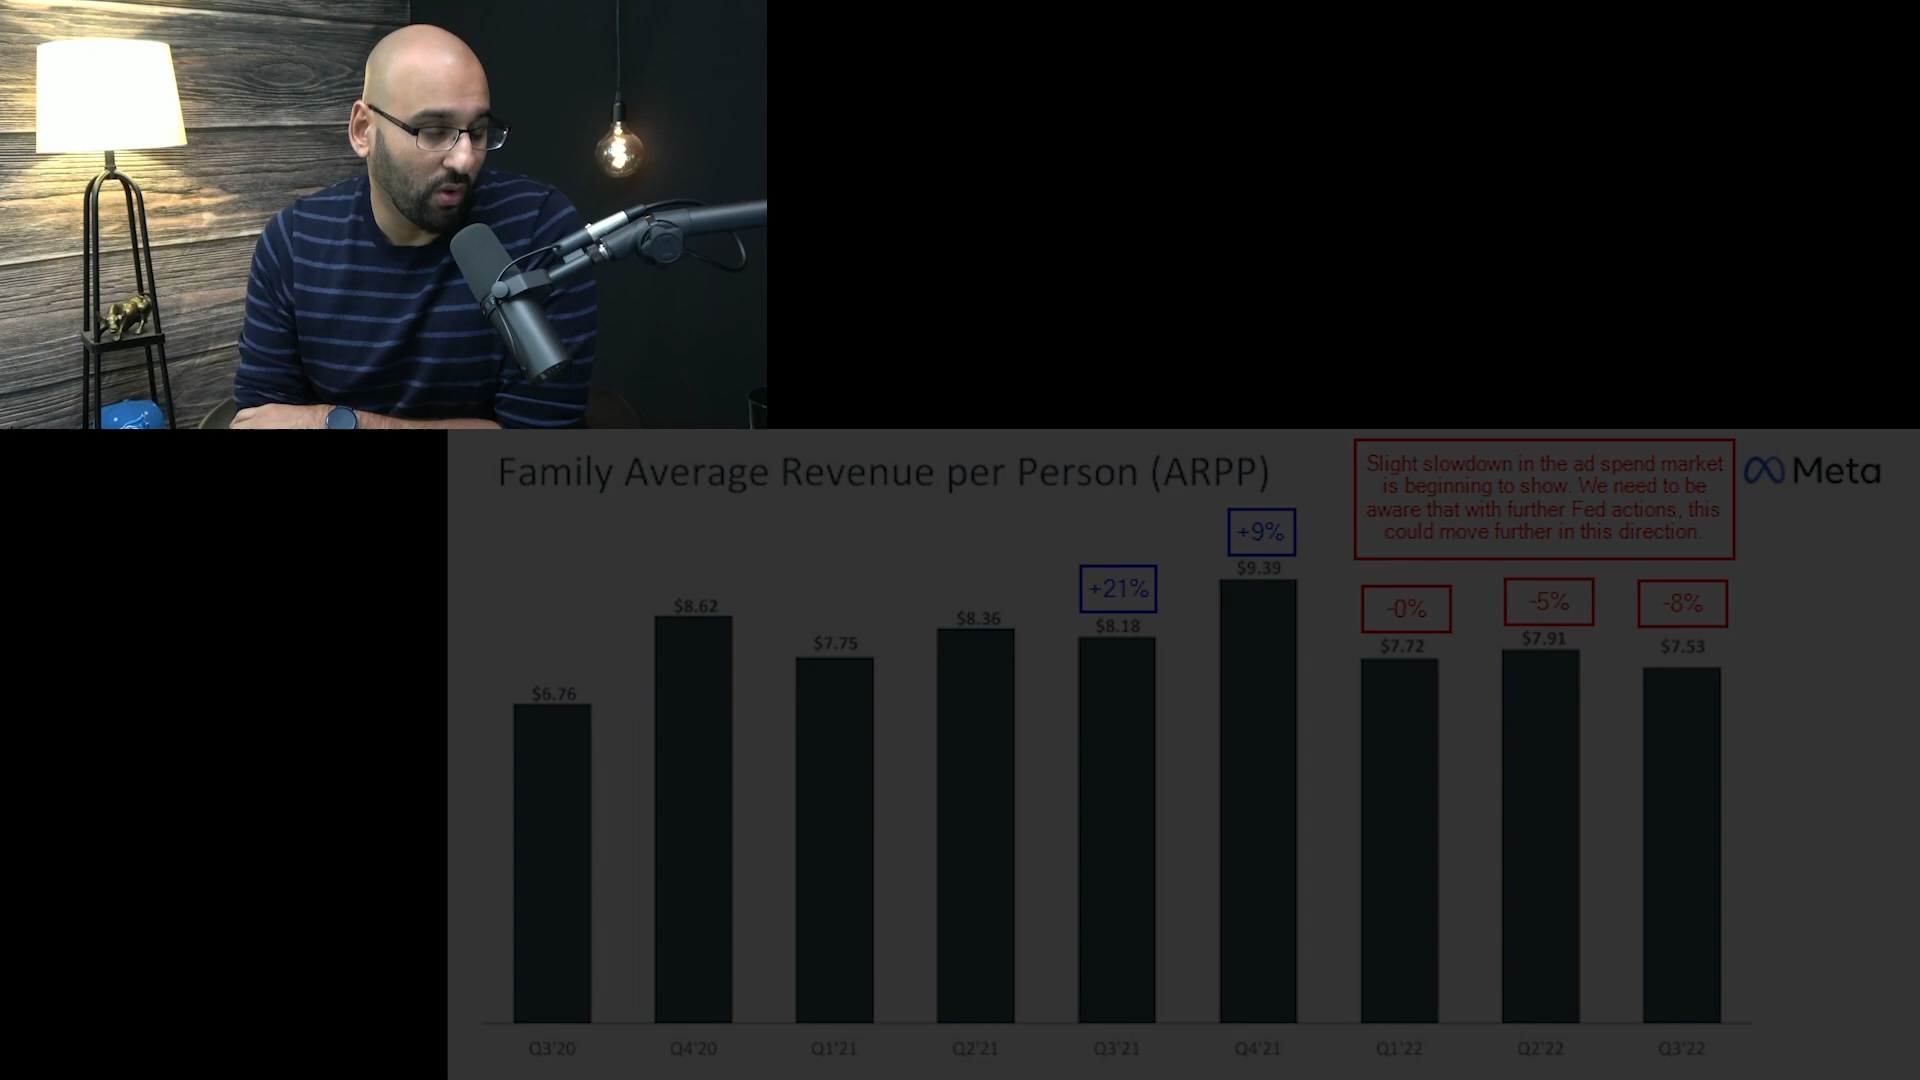 Family Average Revenue per Person (ARPP)
Slight slowdown in the ad spend market
is beginning to show. We need to be
aware that with further Fed actions, this
could move further in this direction.
Meta
+9%
$9.39
+21%
$8.18
-0%
-5%
-8%
$8.62
$8.36
$7.75
$7.72
$7.91
$7.53
$6.76
Q3'20
Q4'20
Q1'21
Q2'21
Q3'21
Q4'21
Q1'22
Q2'22
Q3'22